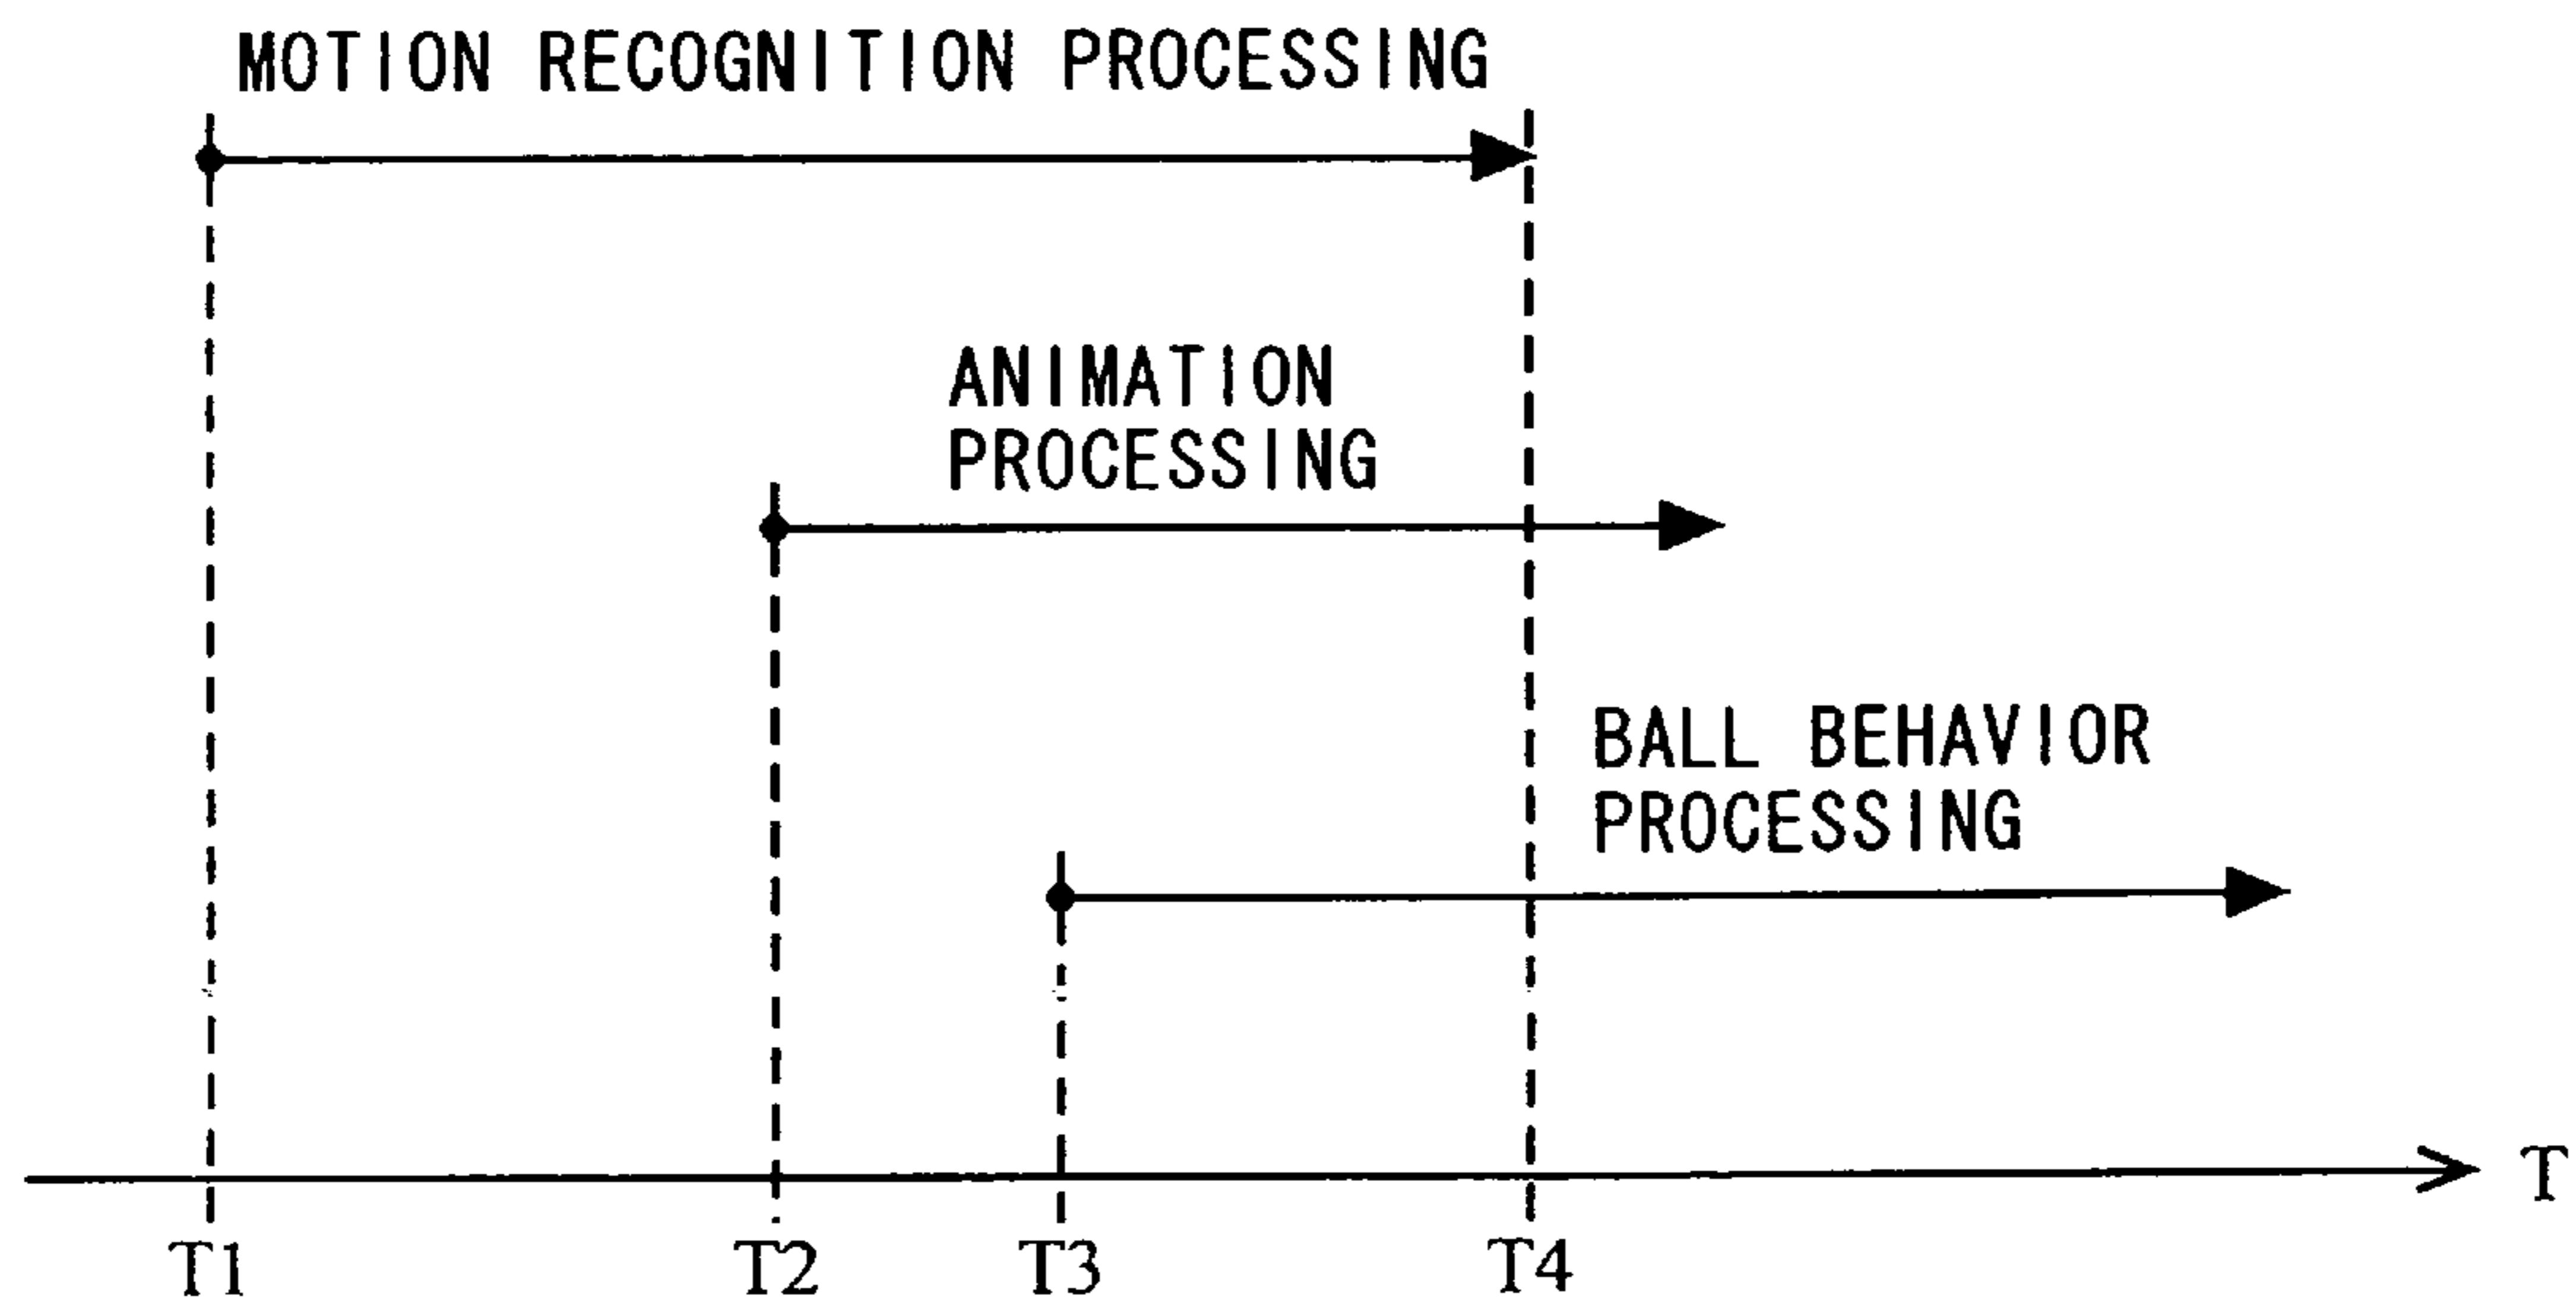 MOTION RECOGNITION PROCESSING
ANIMATION
PROCESSING
BALL BEHAVIOR
PROCESSING
T
T1 T2 T3 T4